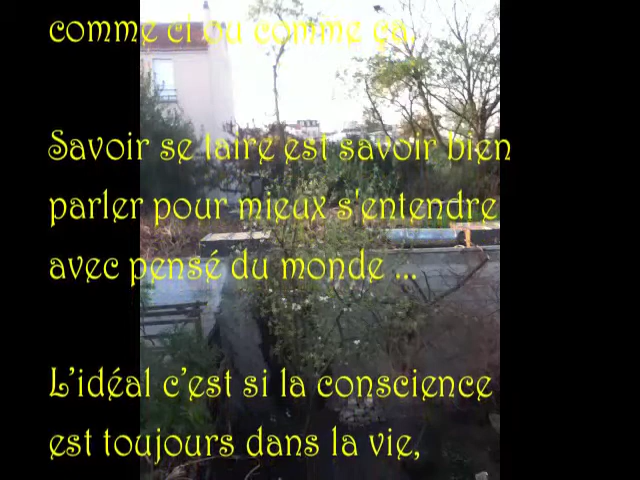 comme ci ou comme ça.
Savoir se taire est savoir bien
parler pour mieux s'entendre
avec pensé du monde ...
L'idéal c'est si la conscience
est toujours dans la vie,